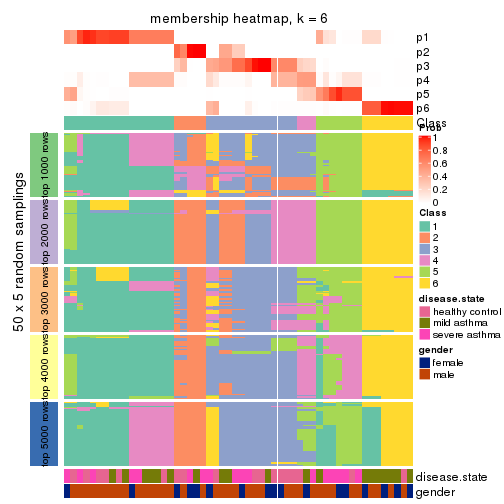 membership heatmap, k = 6
p1
p2
p3
p4
p5
p6
Class
50 x 5 random samplings
top 1000 rows
top 2000 rows
top 3000 rows
top 4000 rows
top 5000 rows
disease.state
gender
Prob
1
0.8
0.6
0.4
0.2
0
Class
1
2
3
4
5
6
disease.state
healthy control
mild asthma
severe asthma
gender
female
male